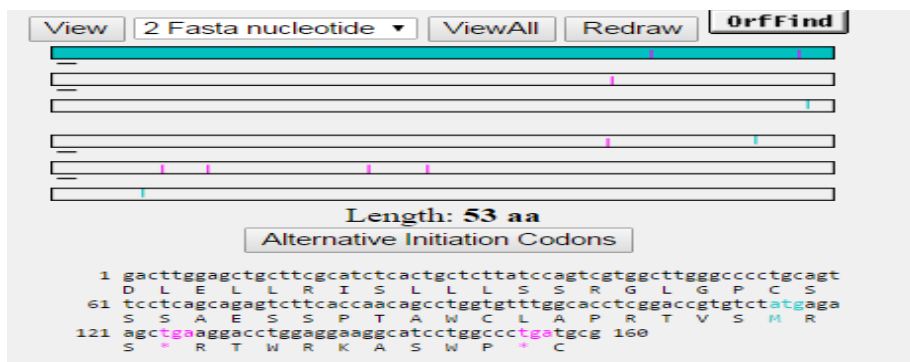 View 2 Fasta nucleotide ViewAll Redraw OrfFind
Length: 53 aa
Alternative Initiation Codons
1 gacttggagctgcttcgcatctcactgctcttatccagtcgtggcttgggcccctgcagt
D L E L L R I S L L L S S R G L G P C S
61 tcctcagcagagtcttcaccaacagcctggtgtttggcacctcggaccgtgtctatgaga
S S A E S S P T A W C L A P R T V S M R
121 agctgaaggacctggaggaaggcatcctggccctgatgcg 160
S * R T W R K A S W P * C